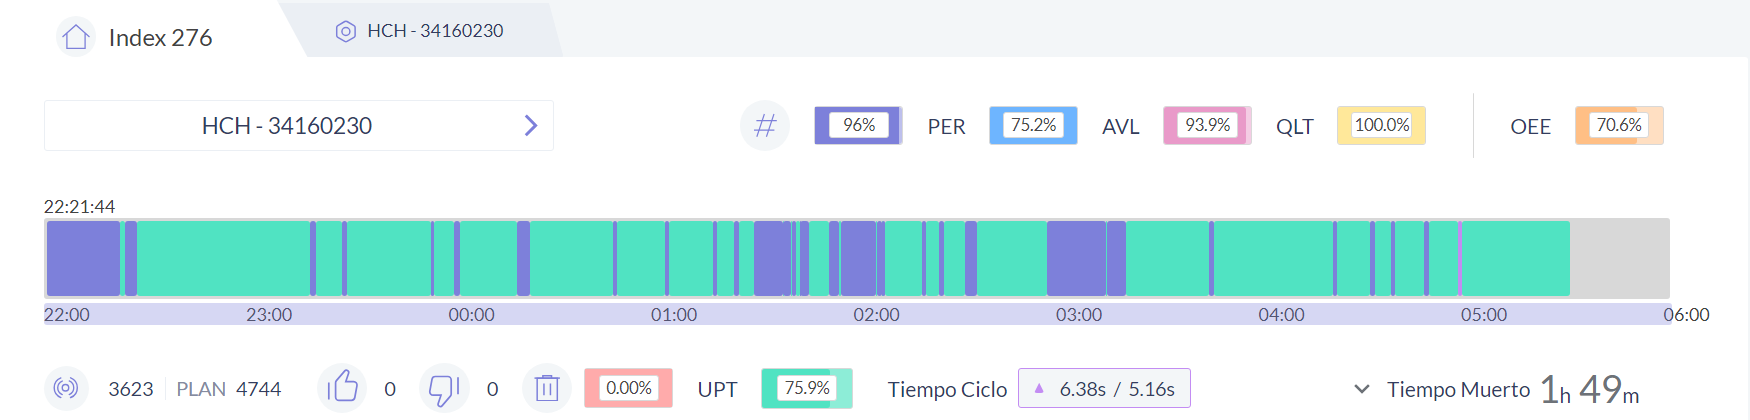 Index 276
HCH - 34160230
HCH - 34160230
96% PER 75.2% AVL 93.9% QLT 100.0% OEE 70.6%
22:21:44
22:00 23:00 00:00 01:00 02:00 03:00 04:00 05:00 06:00
3623 PLAN 4744 0 0 0.00% UPT 75.9% Tiempo Ciclo 6.38s / 5.16s Tiempo Muerto 1h 49m